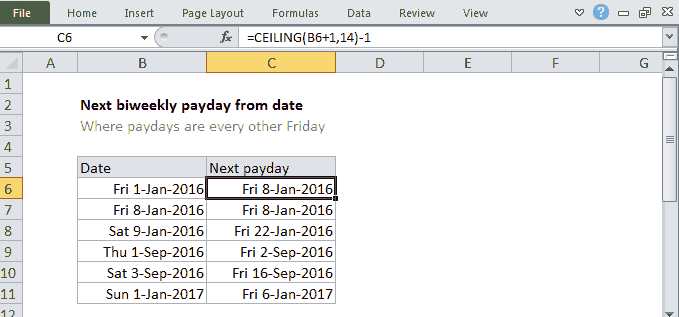 File Home Insert Page Layout Formulas Data Review View
C6 fx =CEILING(B6+1,14)-1
A B C D E F G
1
2 Next biweekly payday from date
3 Where paydays are every other Friday
4
5 Date Next payday
6 Fri 1-Jan-2016 Fri 8-Jan-2016
7 Fri 8-Jan-2016 Fri 8-Jan-2016
8 Sat 9-Jan-2016 Fri 22-Jan-2016
9 Thu 1-Sep-2016 Fri 2-Sep-2016
10 Sat 3-Sep-2016 Fri 16-Sep-2016
11 Sun 1-Jan-2017 Fri 6-Jan-2017
12